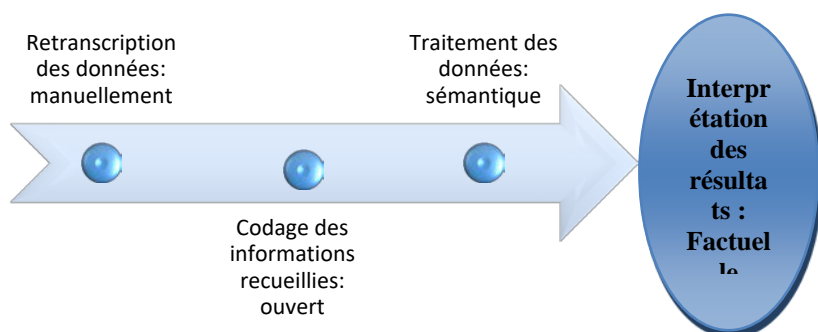 Retranscription
des données:
manuellement
Codage des
informations
recueillies:
ouvert
Traitement des
données:
sémantique
Interpr
étation
des
résulta
ts :
Factuel
le